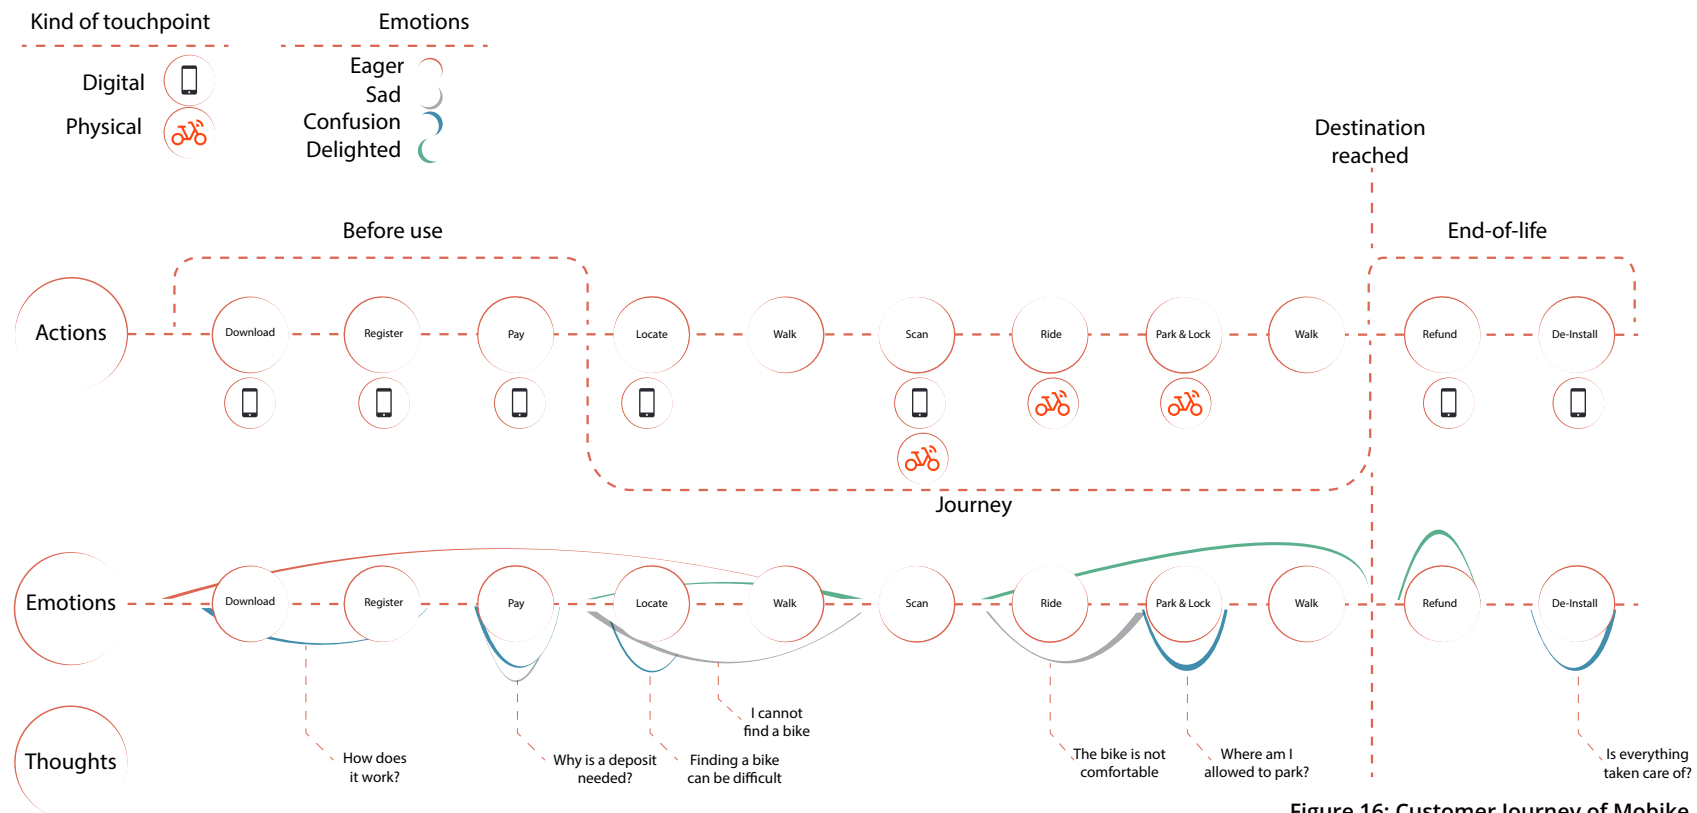 Kind of touchpoint
Digital
Physical
Emotions
Eager
Sad
Confusion
Delighted
Destination
reached
Before use
End-of-life
Actions
Download
Register
Pay
Locate
Walk
Scan
Ride
Park & Lock
Walk
Refund
De-Install
Journey
Emotions
Download
Register
Pay
Locate
Walk
Scan
Ride
Park & Lock
Walk
Refund
De-Install
Thoughts
How does
it work?
Why is a deposit
needed?
Finding a bike
can be difficult
I cannot
find a bike
The bike is not
comfortable
Where am I
allowed to park?
Is everything
taken care of?
Figure 16: Customer Journey of Mobike